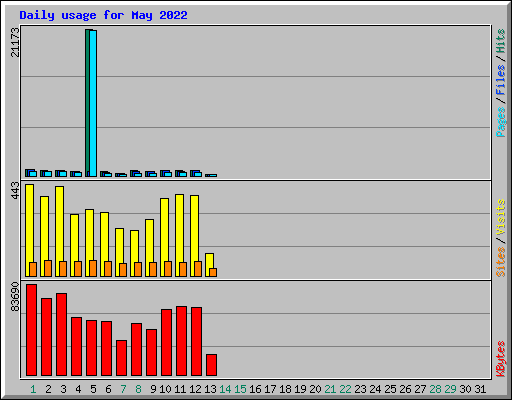 Daily usage for May 2022
21173
Pages / Files / Hits
443
Sites / Visits
83690
KBytes
1 2 3 4 5 6 7 8 9 10 11 12 13 14 15 16 17 18 19 20 21 22 23 24 25 26 27 28 29 30 31